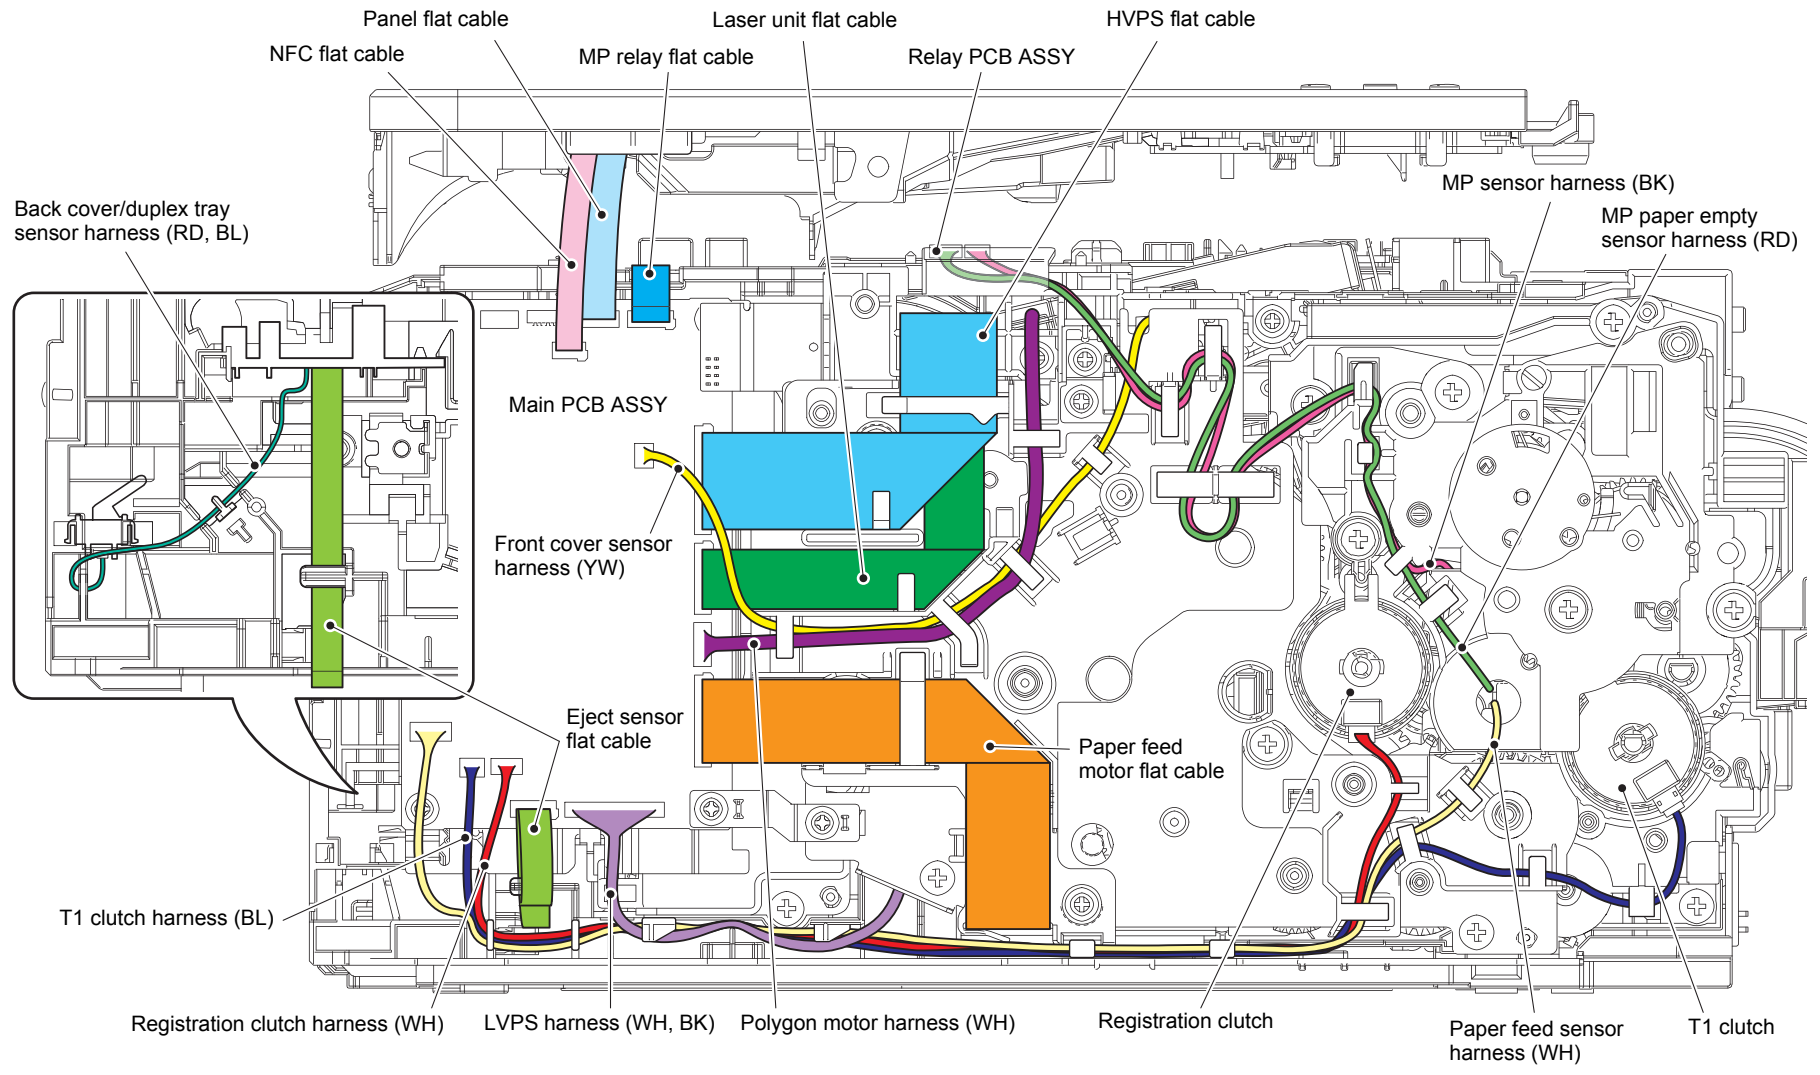 Panel flat cable
Laser unit flat cable
HVPS flat cable
NFC flat cable
MP relay flat cable
Relay PCB ASSY
MP sensor harness (BK)
MP paper empty
sensor harness (RD)
Back cover/duplex tray
sensor harness (RD, BL)
Main PCB ASSY
Front cover sensor
harness (YW)
Eject sensor
flat cable
Paper feed
motor flat cable
T1 clutch harness (BL)
Registration clutch harness (WH)
LVPS harness (WH, BK)
Polygon motor harness (WH)
Registration clutch
Paper feed sensor
harness (WH)
T1 clutch